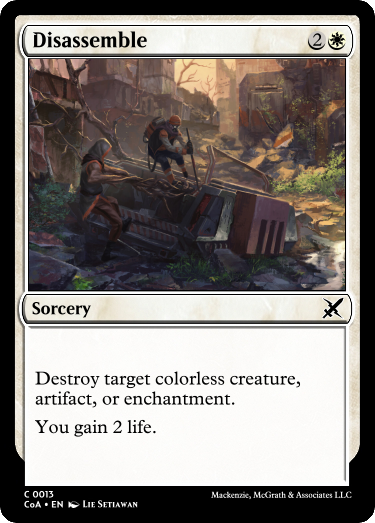 Disassemble 2
Sorcery
Destroy target colorless creature,
artifact, or enchantment.
You gain 2 life.
C 0013
CoA • EN Lie Setiawan
Mackenzie, McGrath & Associates LLC